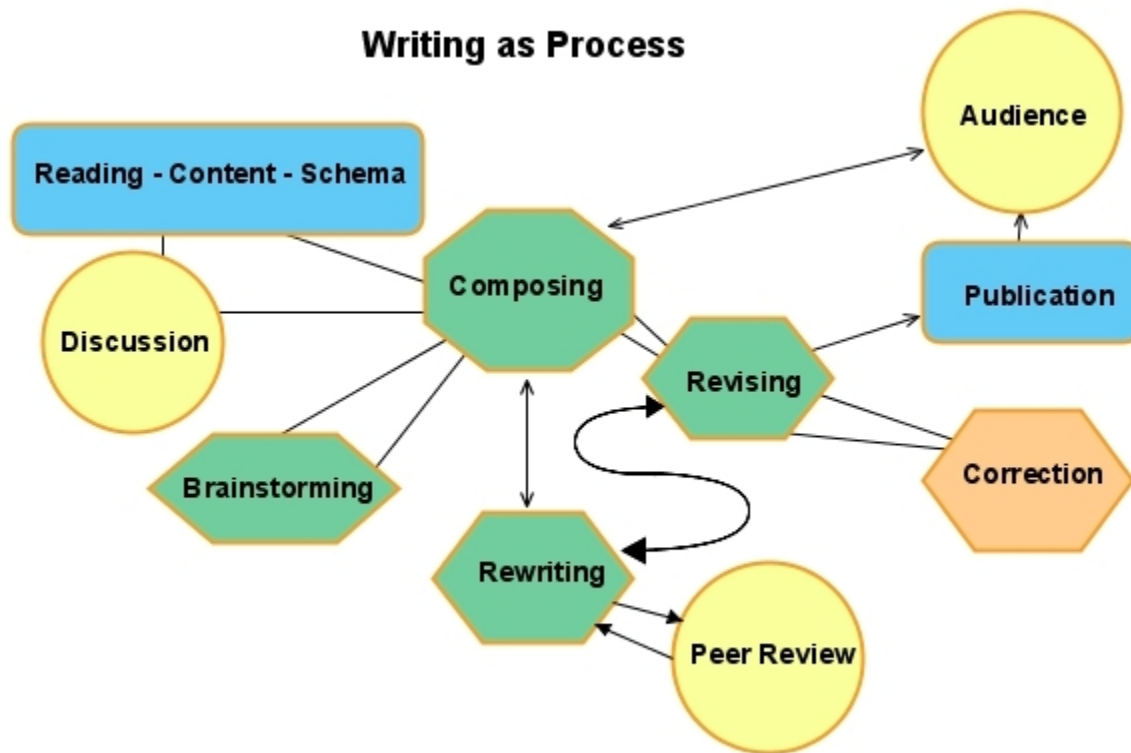 Writing as Process
Audience
Reading - Content - Schema
Composing
Publication
Discussion
Revising
Correction
Brainstorming
Rewriting
Peer Review